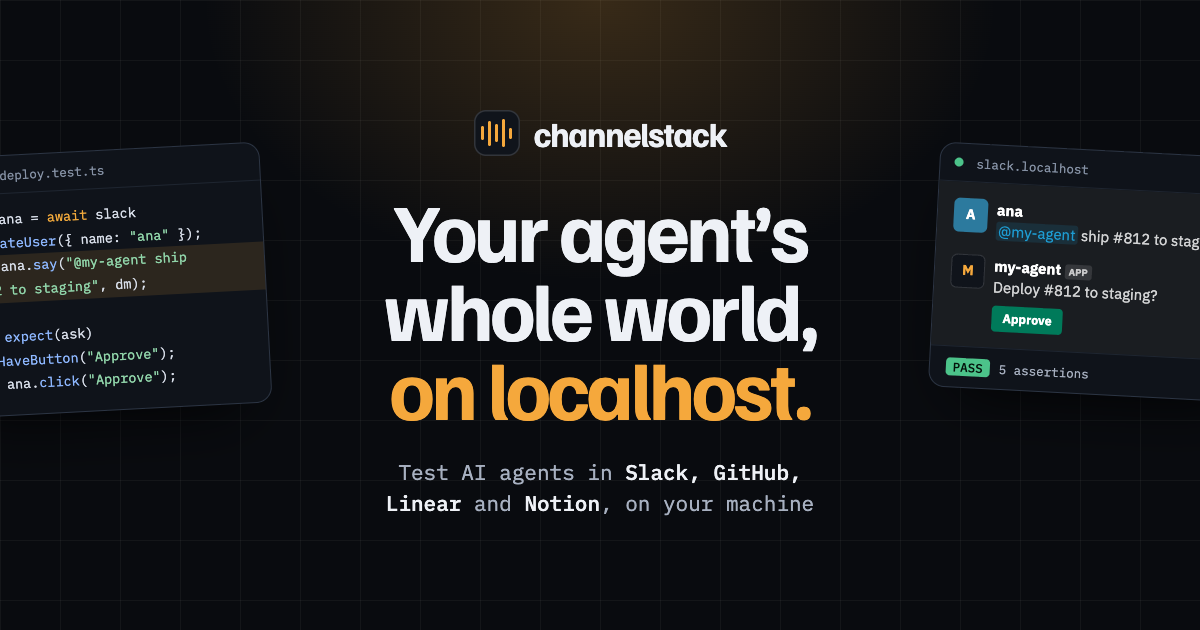 channelstack
Your agent's
whole world,
on localhost.
Test AI agents in Slack, GitHub,
Linear and Notion, on your machine
deploy.test.ts
ana = await slack
ateUser({ name: "ana" });
ana.say("@my-agent ship
2 to staging", dm);
expect(ask)
HaveButton("Approve");
ana.click("Approve");
slack.localhost
A
ana
@my-agent ship #812 to stag
M
my-agent APP
Deploy #812 to staging?
Approve
PASS 5 assertions